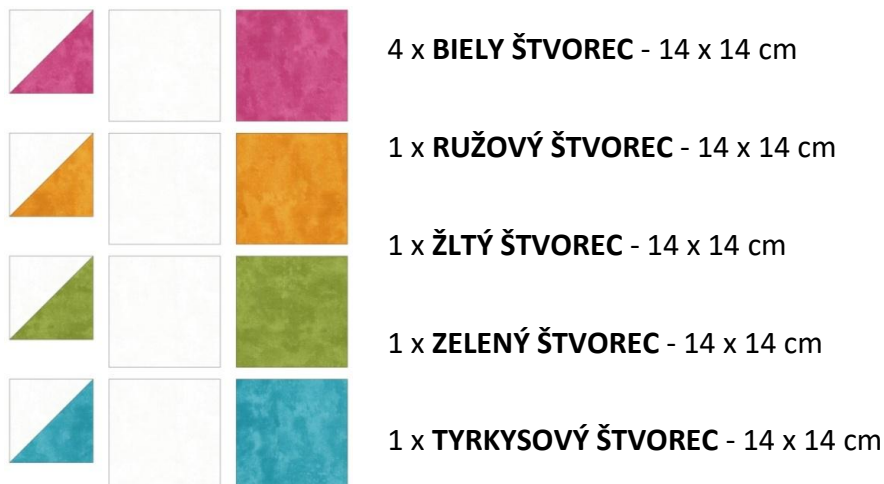 4 x BIELY ŠTVOREC - 14 x 14 cm
1 x RUŽOVÝ ŠTVOREC - 14 x 14 cm
1 x ŽLTÝ ŠTVOREC - 14 x 14 cm
1 x ZELENÝ ŠTVOREC - 14 x 14 cm
1 x TYRKYSOVÝ ŠTVOREC - 14 x 14 cm